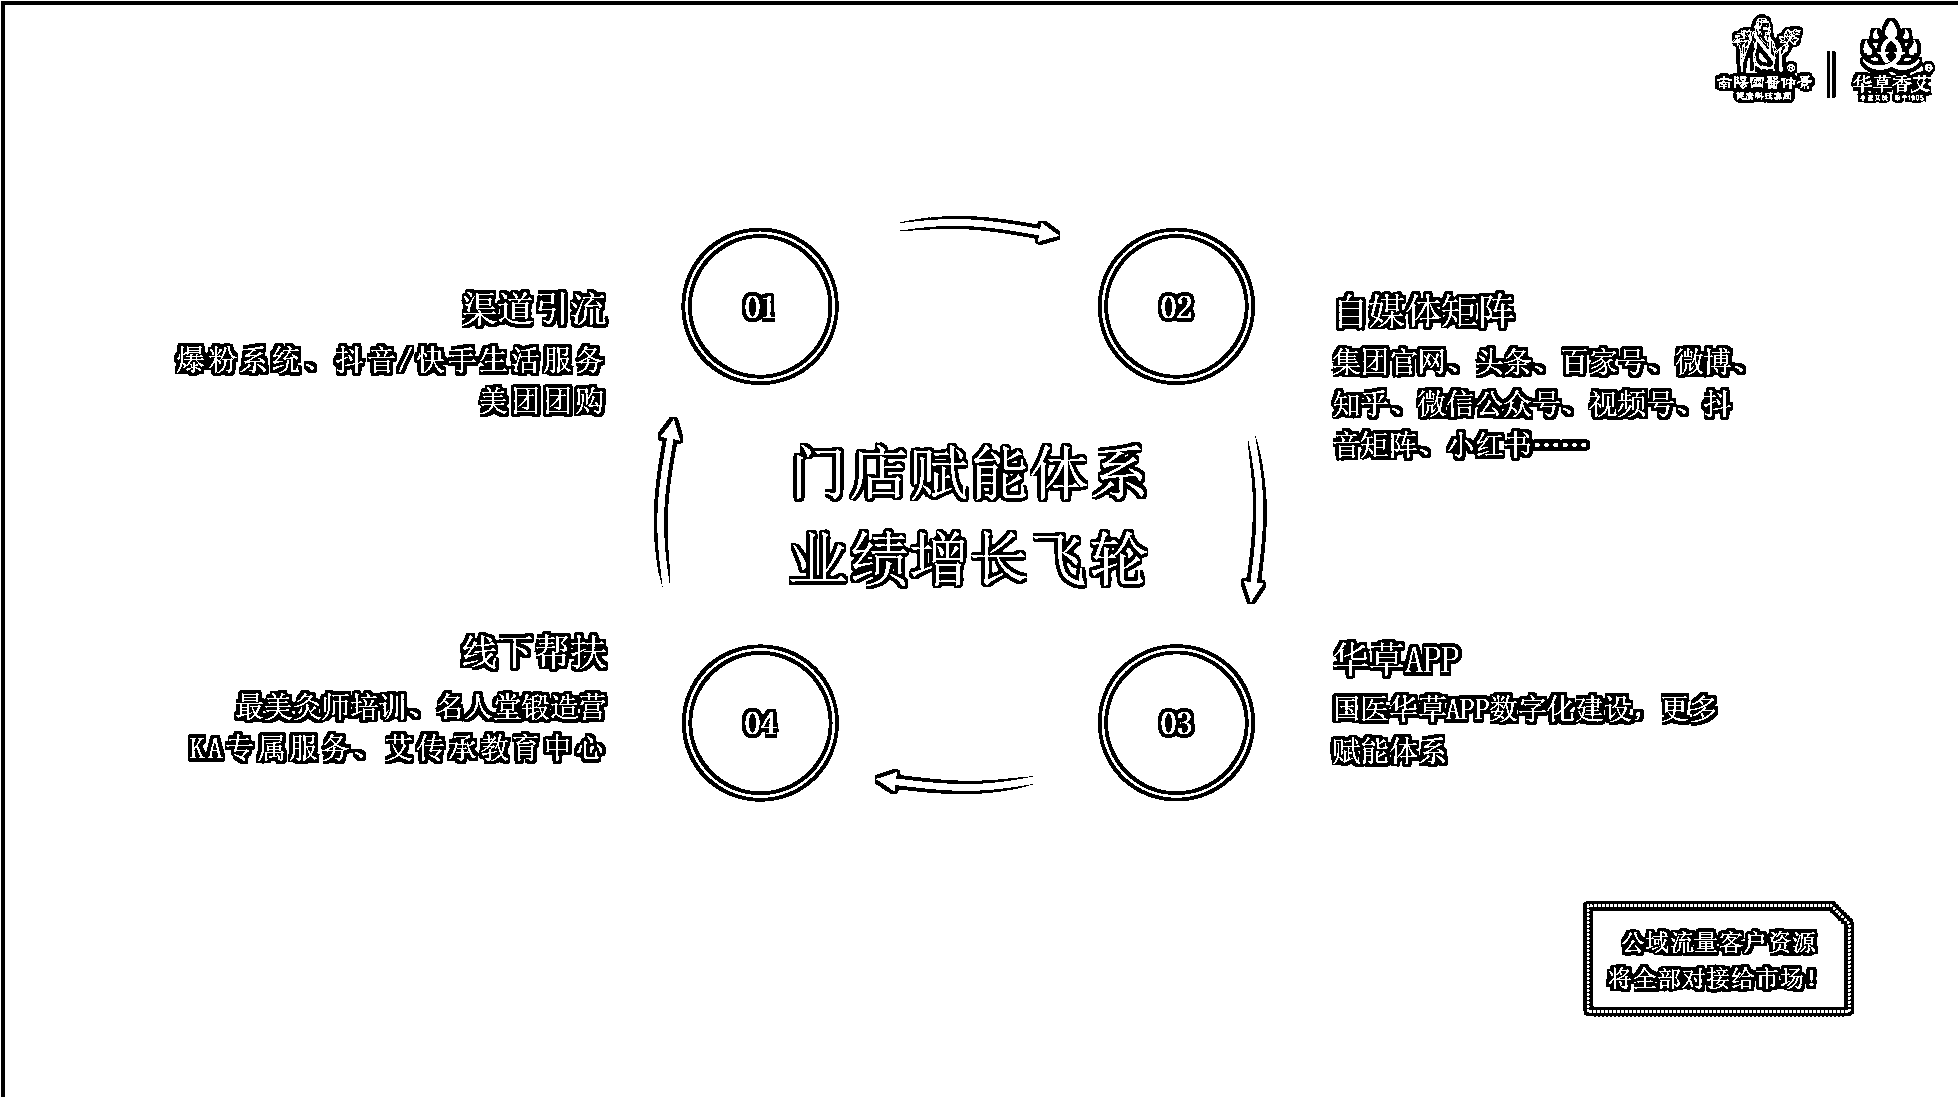 南陽國醫仲景
华草香艾
01
渠道引流
爆粉系统、抖音/快手生活服务
美团团购
02
自媒体矩阵
集团官网、头条、百家号、微博、
知乎、微信公众号、视频号、抖
音矩阵、小红书……
门店赋能体系
业绩增长飞轮
04
线下帮扶
最美灸师培训、名人堂锻造营
KA专属服务、艾传承教育中心
03
华草APP
国医华草APP数字化建设，更多
赋能体系
公域流量客户资源
将全部对接给市场！